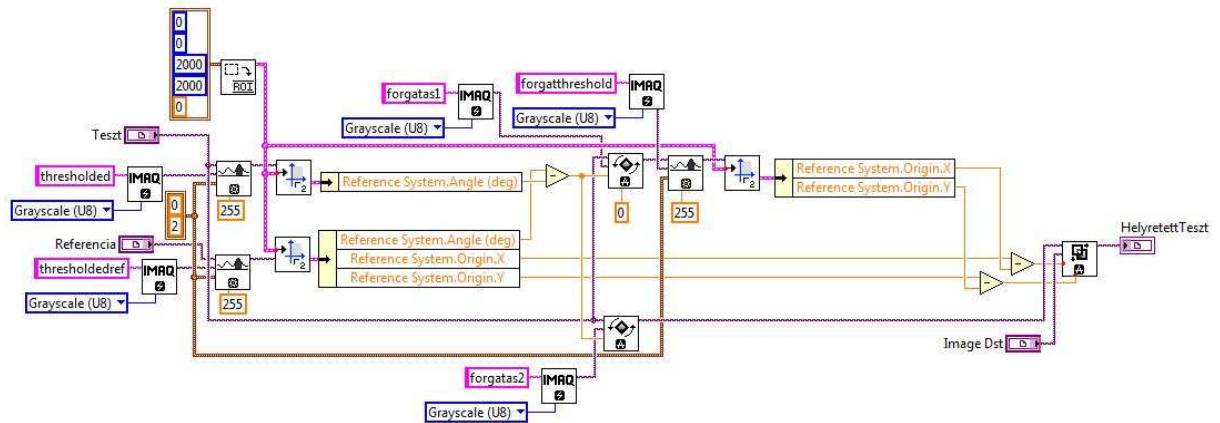 0
0
2000
2000
0
ROI
forgatas1
IMAQ
Grayscale (U8)
forgatthreshold
IMAQ
Grayscale (U8)
Teszt
thresholded
IMAQ
Grayscale (U8)
255
0
2
Reference System.Angle (deg)
0
255
Reference System.Origin.X
Reference System.Origin.Y
Referencia
thresholdedref
IMAQ
Grayscale (U8)
255
Reference System.Angle (deg)
Reference System.Origin.X
Reference System.Origin.Y
HelyretettTeszt
Image Dst
forgatas2
IMAQ
Grayscale (U8)